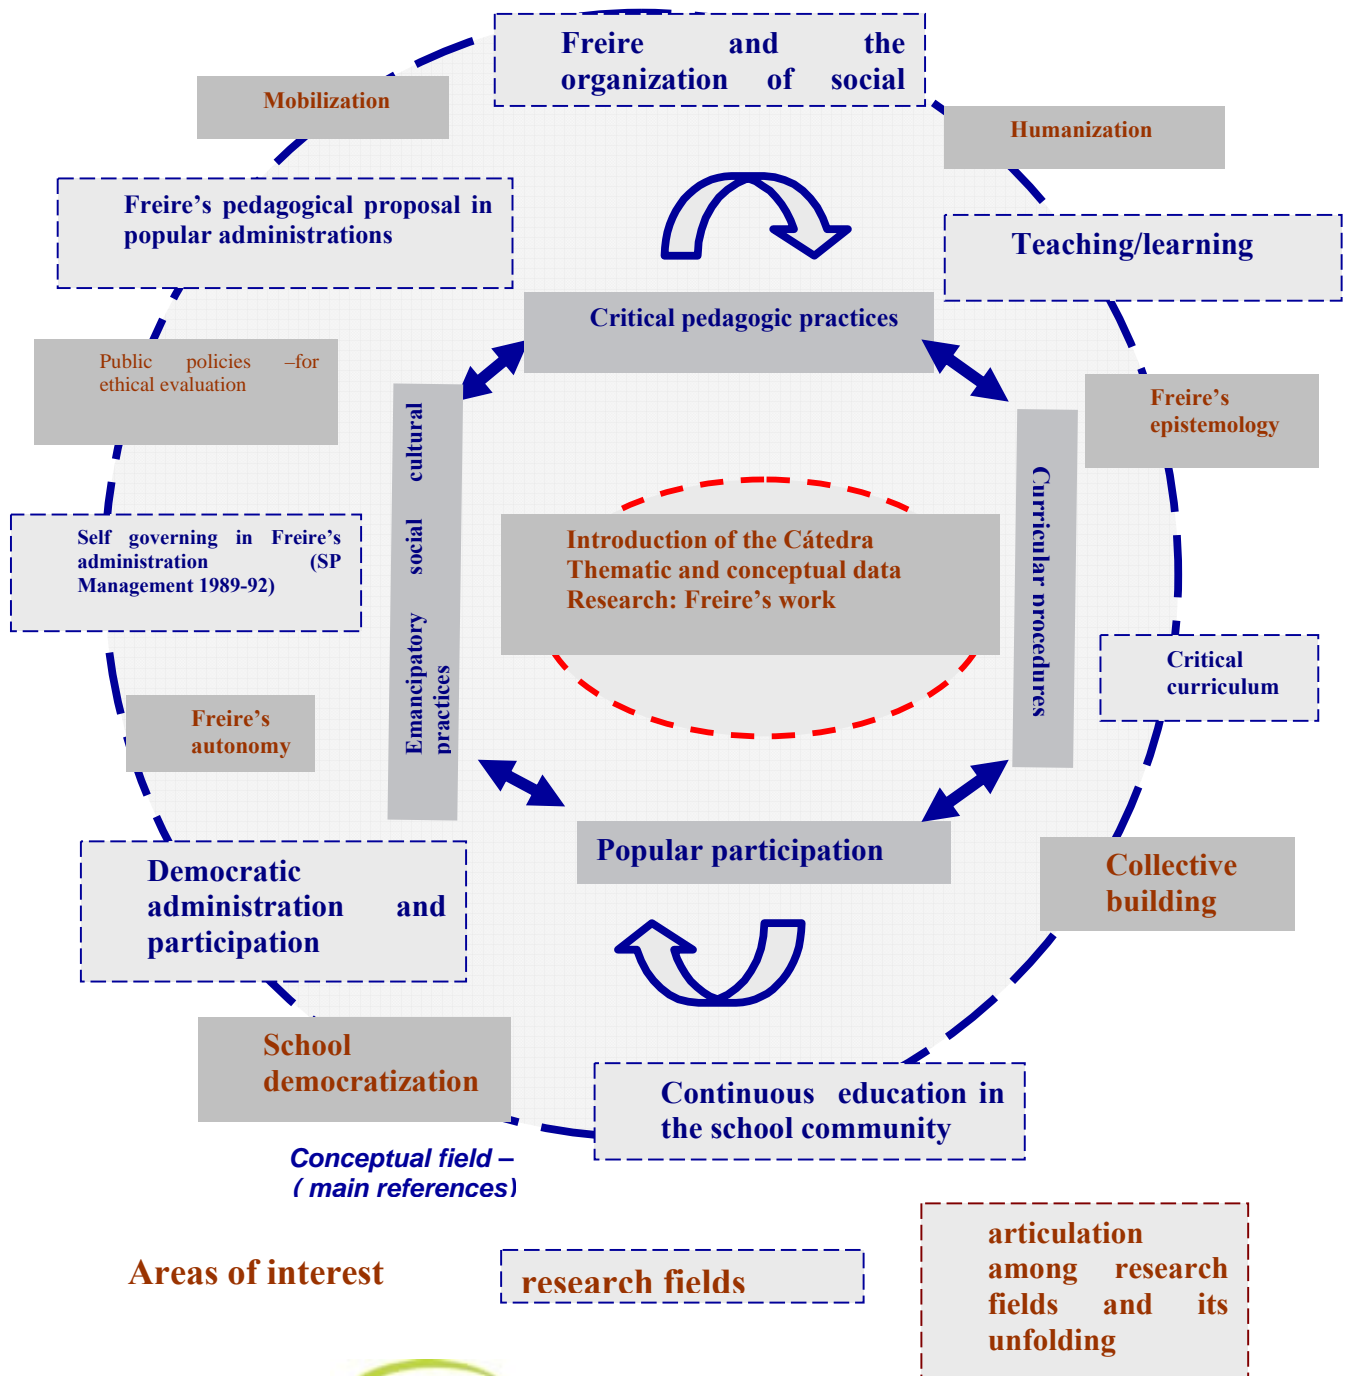 Freire and the
organization of social
Mobilization
Humanization
Freire’s pedagogical proposal in
popular administrations
Teaching/learning
Critical pedagogic practices
Public policies –for
ethical evaluation
Freire’s
epistemology
Emancipatory social cultural
practices
Curricular procedures
Self governing in Freire’s
administration (SP
Management 1989-92)
Introduction of the Cátedra
Thematic and conceptual data
Research: Freire’s work
Critical
curriculum
Freire’s
autonomy
Popular participation
Democratic
administration and
participation
Collective
building
School
democratization
Continuous education in
the school community
Conceptual field –
( main references)
Areas of interest
research fields
articulation
among research
fields and its
unfolding